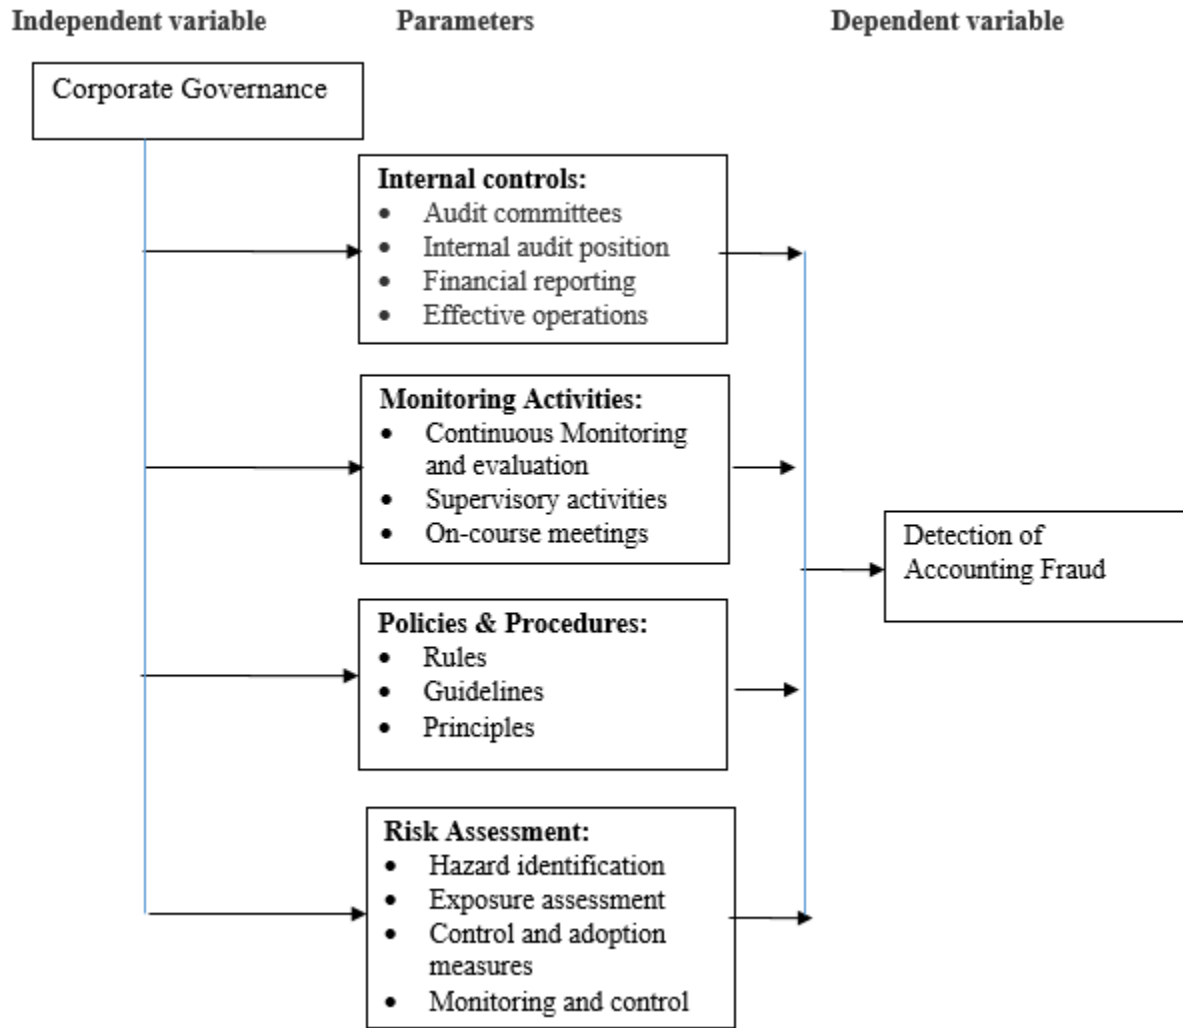 Independent variable
Parameters
Dependent variable
Corporate Governance
Internal controls:
• Audit committees
• Internal audit position
• Financial reporting
• Effective operations
Monitoring Activities:
• Continuous Monitoring
and evaluation
• Supervisory activities
• On-course meetings
Policies & Procedures:
• Rules
• Guidelines
• Principles
Risk Assessment:
• Hazard identification
• Exposure assessment
• Control and adoption
measures
• Monitoring and control
Detection of
Accounting Fraud